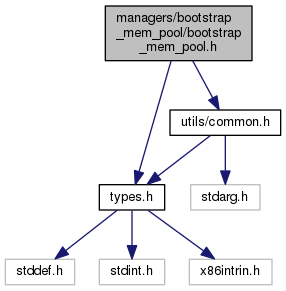 managers/bootstrap
_mem_pool/bootstrap
_mem_pool.h
utils/common.h
types.h
stdarg.h
stddef.h
stdint.h
x86intrin.h